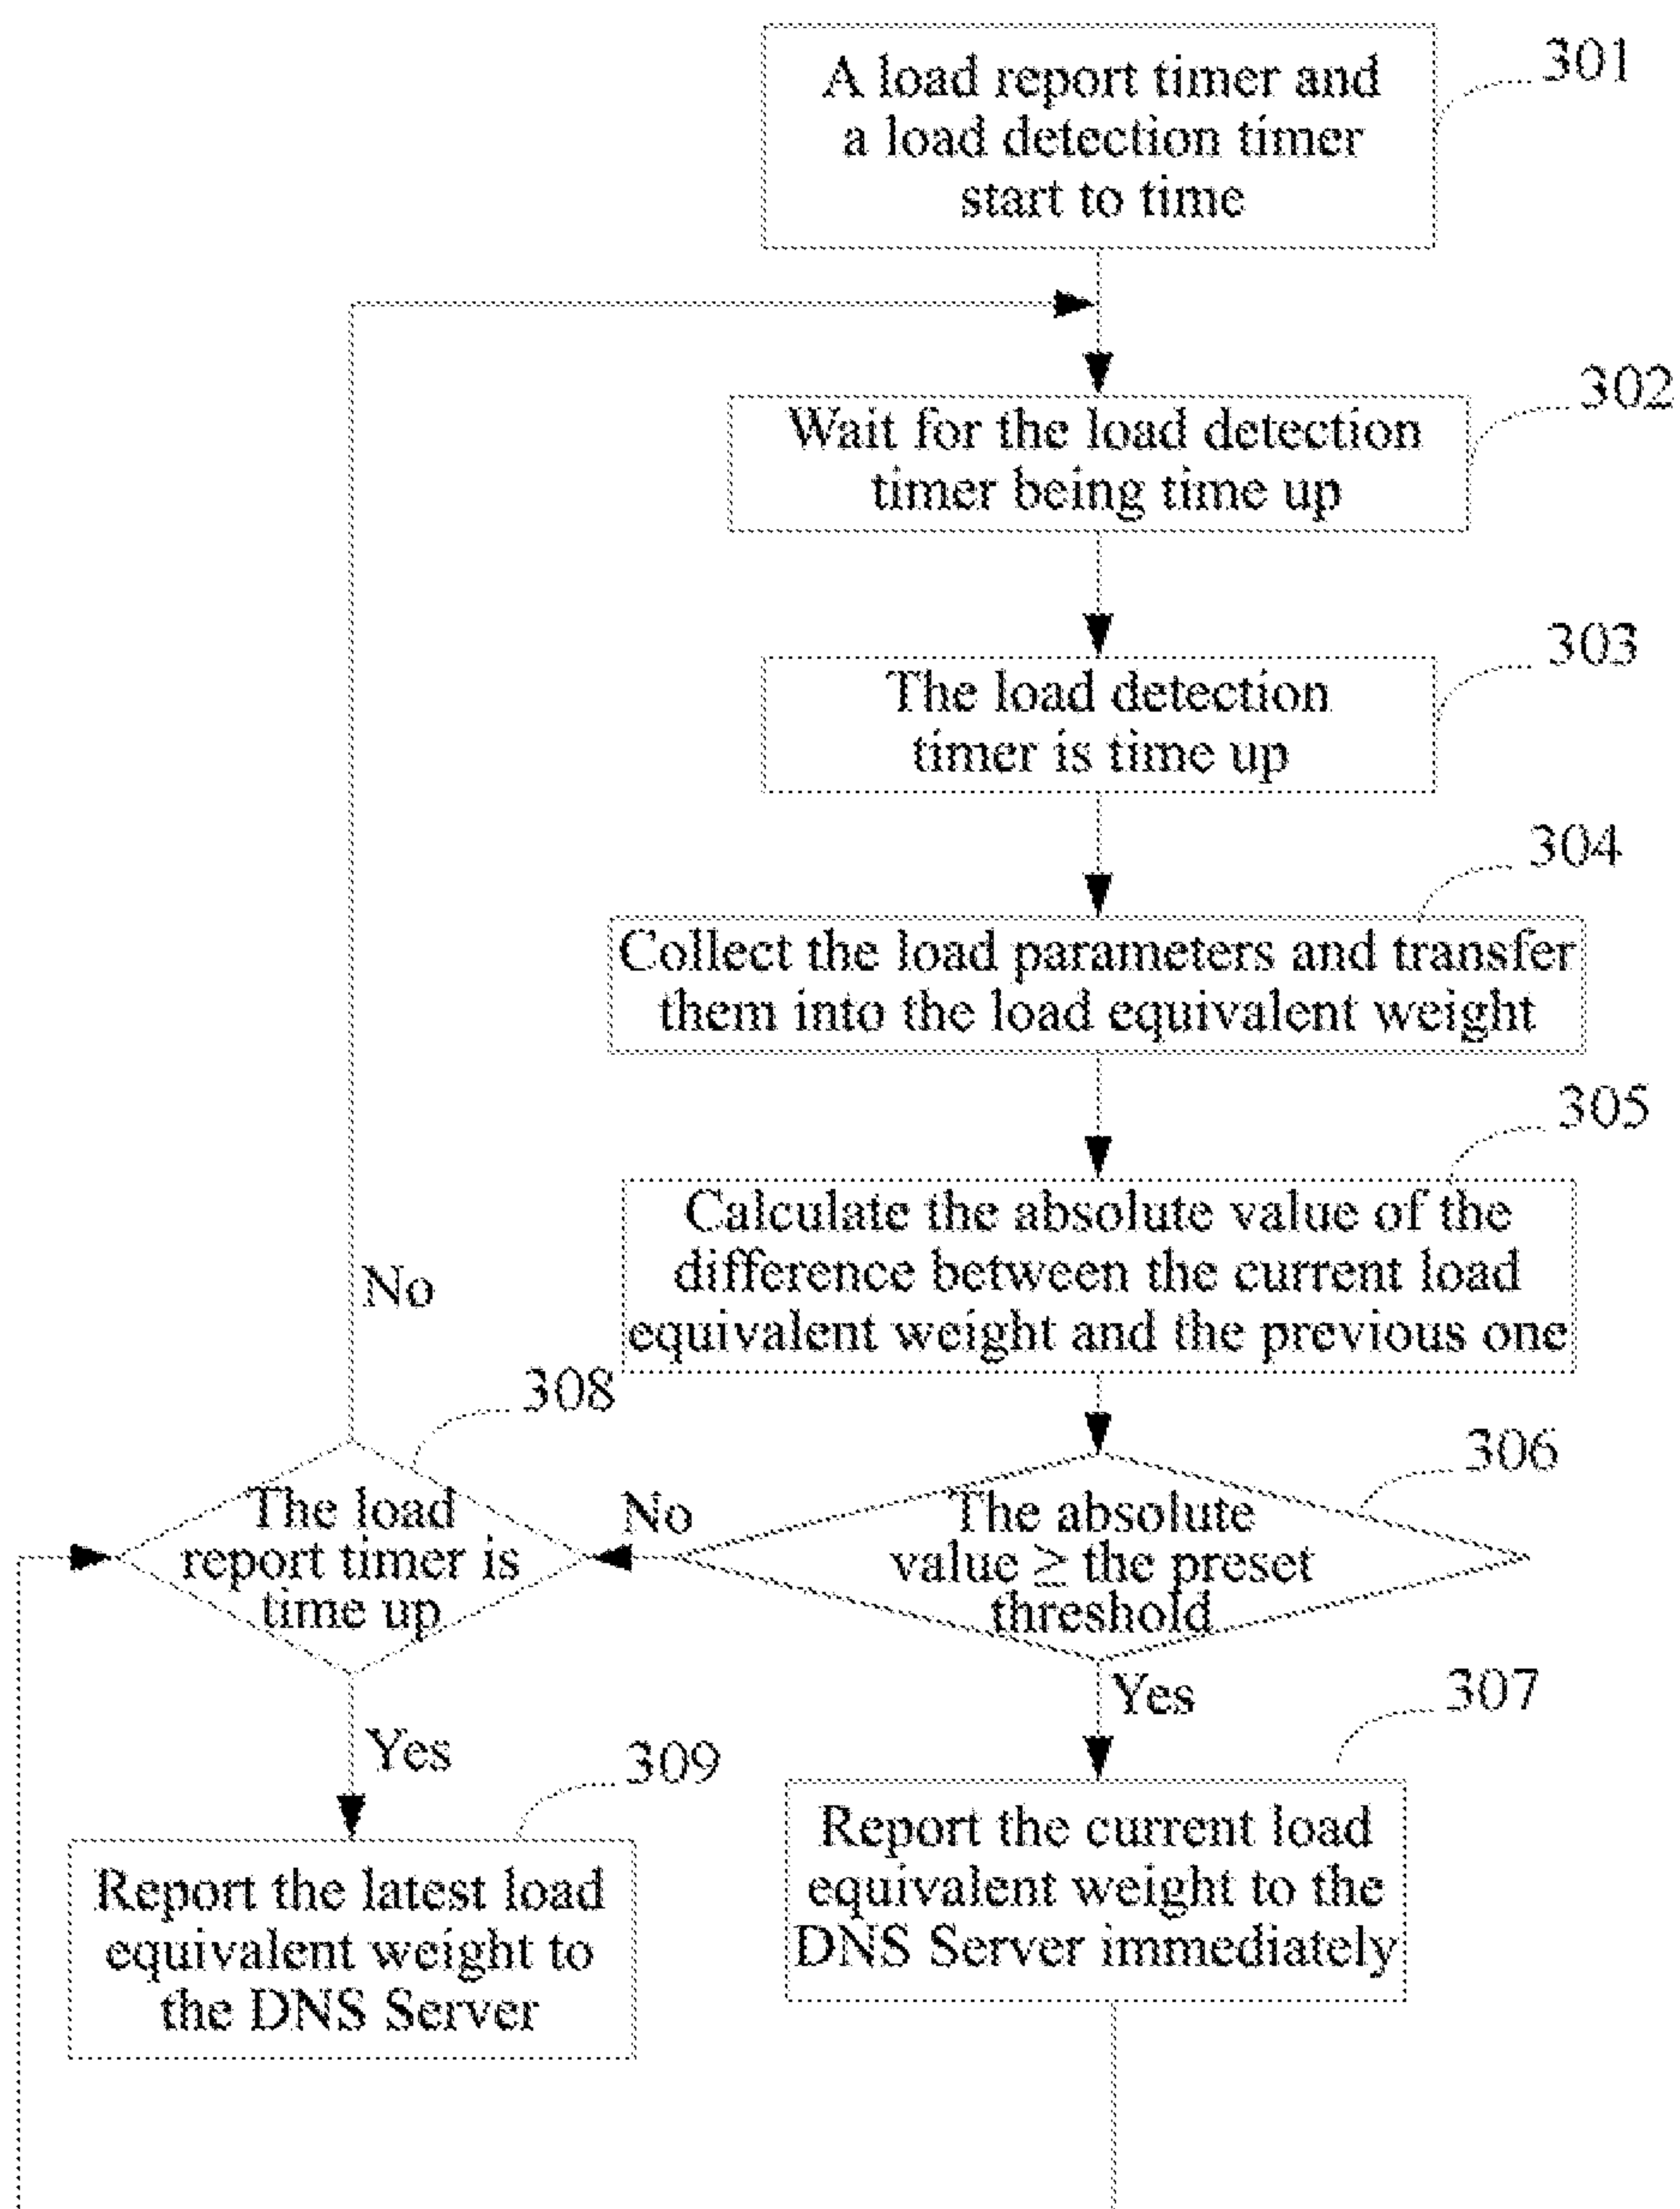 A load report timer and
a load detection timer
start to time
301
Wait for the load detection
timer being time up
302
The load detection
timer is time up
303
304
Collect the load parameters and transfer
them into the load equivalent weight
305
Calculate the absolute value of the
difference between the current load
equivalent weight and the previous one
No
308
306
The load
report timer is
time up
No
The absolute
value ≥ the preset
threshold
Yes
307
Yes
309
Report the current load
equivalent weight to the
DNS Server immediately
Report the latest load
equivalent weight to
the DNS Server